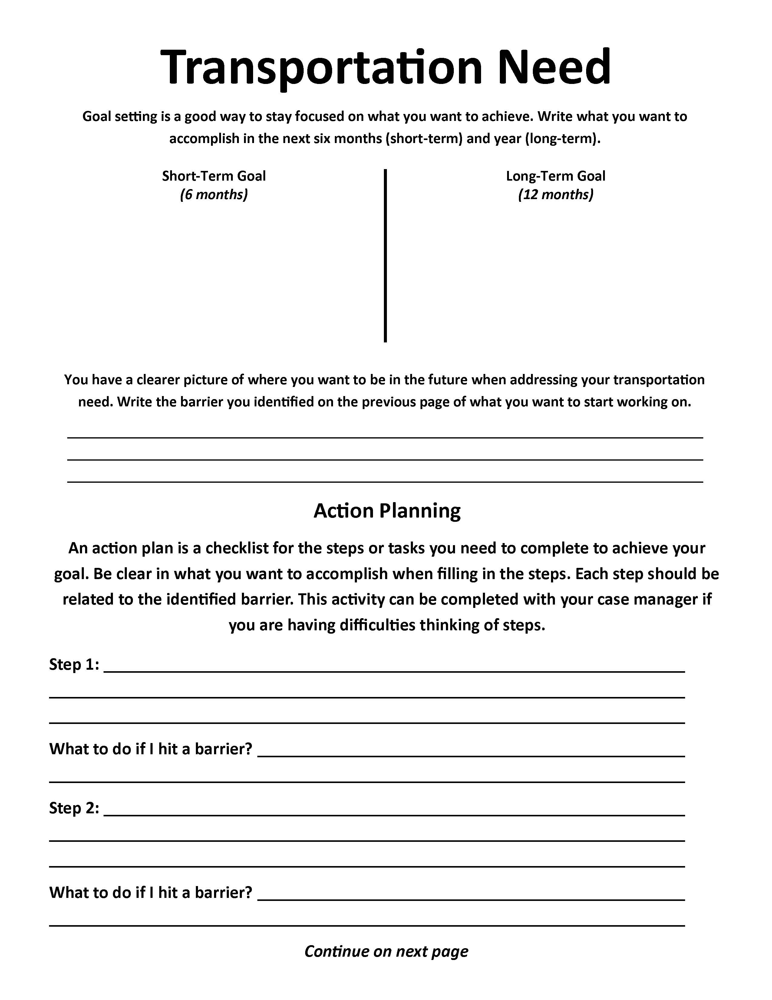 Transportation Need
Goal setting is a good way to stay focused on what you want to achieve. Write what you want to
accomplish in the next six months (short-term) and year (long-term).
Short-Term Goal
(6 months)
Long-Term Goal
(12 months)
You have a clearer picture of where you want to be in the future when addressing your transportation
need. Write the barrier you identified on the previous page of what you want to start working on.
Action Planning
An action plan is a checklist for the steps or tasks you need to complete to achieve your
goal. Be clear in what you want to accomplish when filling in the steps. Each step should be
related to the identified barrier. This activity can be completed with your case manager if
you are having difficulties thinking of steps.
Step 1:
What to do if I hit a barrier?
Step 2:
What to do if I hit a barrier?
Continue on next page